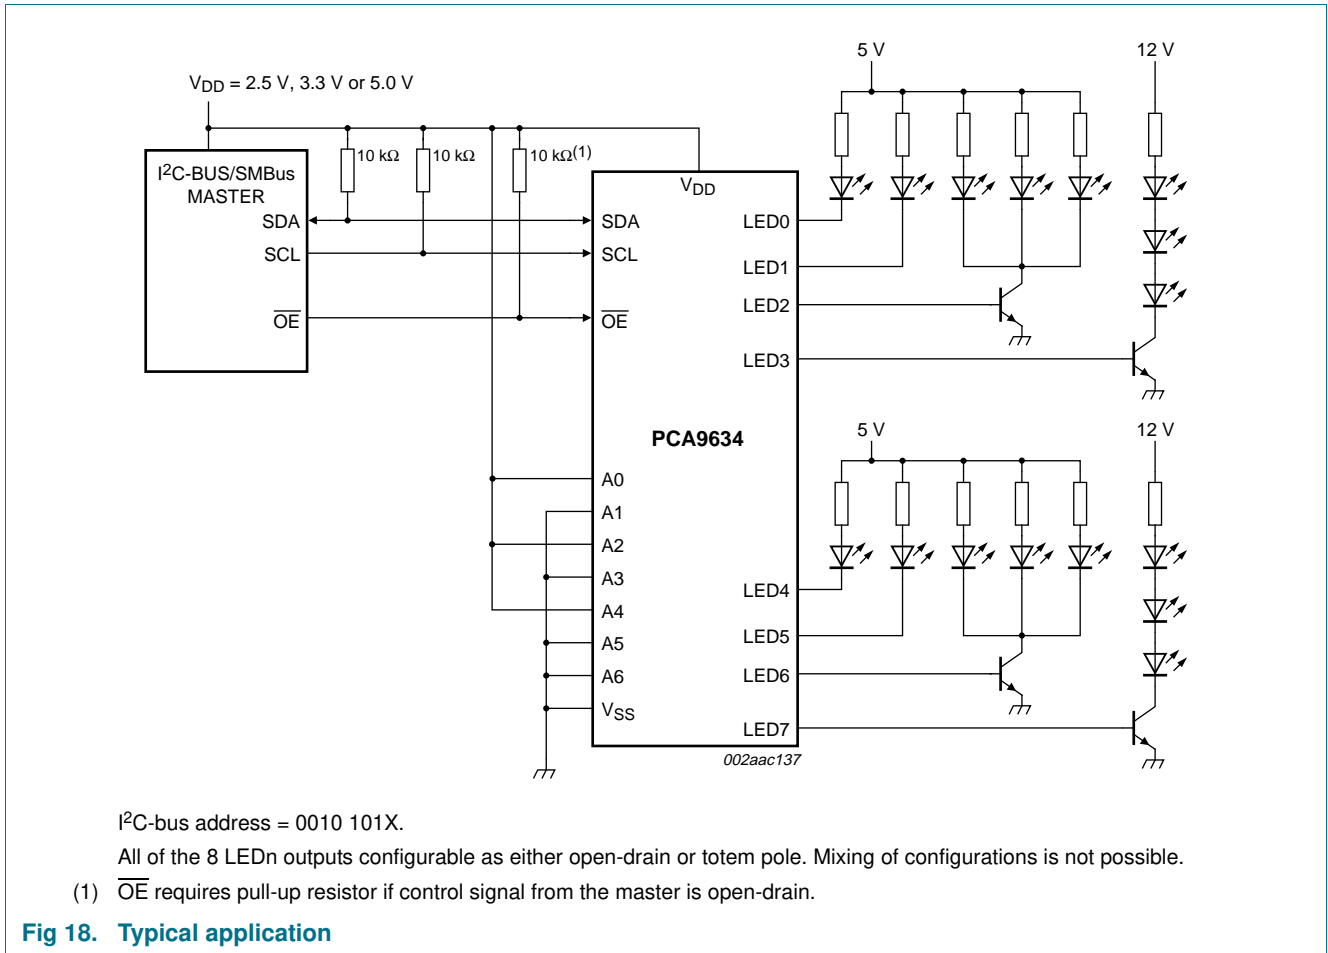 5 V
12 V
VDD = 2.5 V, 3.3 V or 5.0 V
10 kΩ
10 kΩ
10 kΩ(1)
I2C-BUS/SMBus
MASTER
VDD
SDA
SDA
LED0
SCL
SCL
LED1
LED2
OE
OE
LED3
PCA9634
5 V
12 V
A0
A1
A2
A3
LED4
A4
LED5
A5
LED6
A6
VSS
LED7
002aac137
I2C-bus address = 0010 101X.
All of the 8 LEDn outputs configurable as either open-drain or totem pole. Mixing of configurations is not possible.
(1) OE requires pull-up resistor if control signal from the master is open-drain.
Fig 18. Typical application